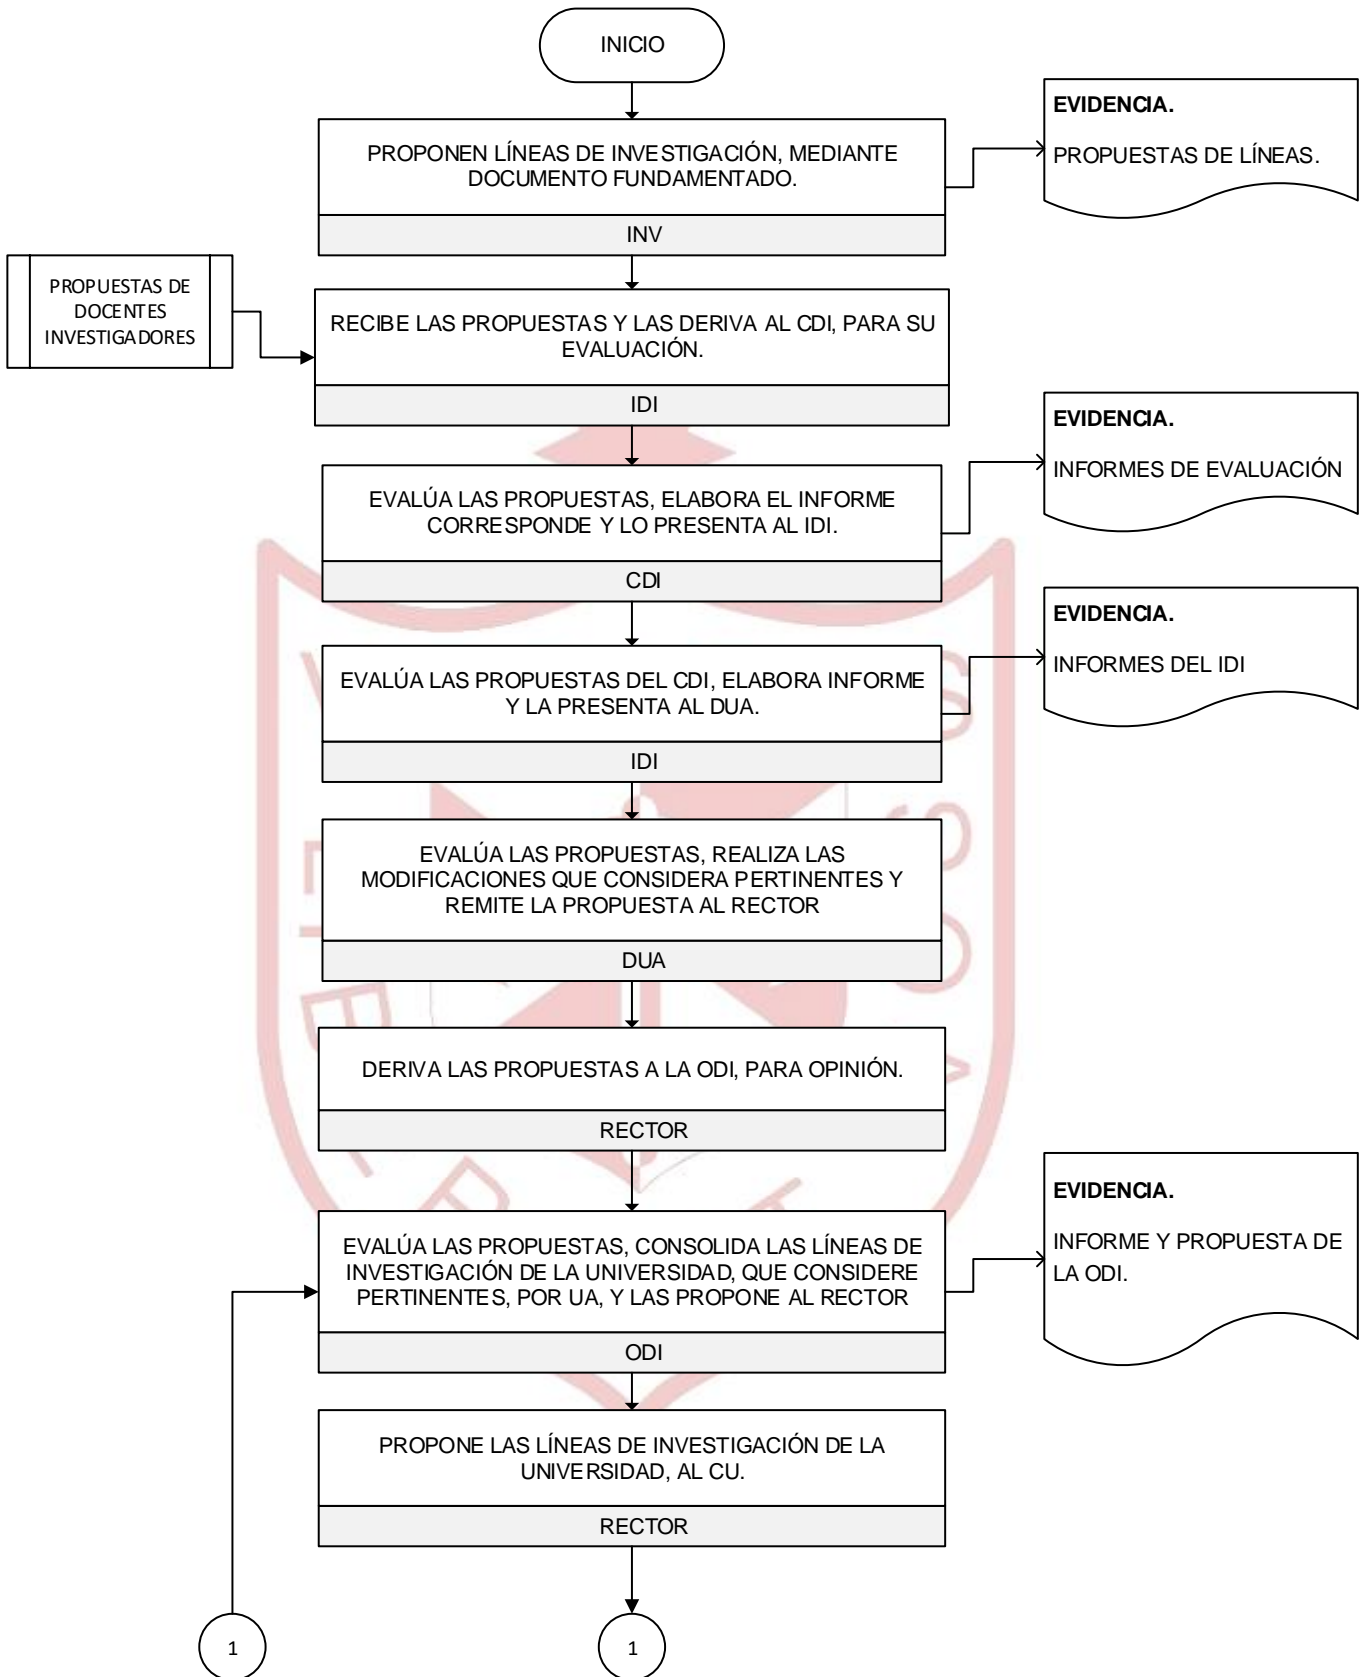 INICIO
PROPONEN LÍNEAS DE INVESTIGACIÓN, MEDIANTE
DOCUMENTO FUNDAMENTADO.
INV
EVIDENCIA.
PROPUESTAS DE LÍNEAS.
PROPUESTAS DE
DOCENTES
INVESTIGADORES
RECIBE LAS PROPUESTAS Y LAS DERIVA AL CDI, PARA SU
EVALUACIÓN.
IDI
EVALÚA LAS PROPUESTAS, ELABORA EL INFORME
CORRESPONDE Y LO PRESENTA AL IDI.
CDI
EVIDENCIA.
INFORMES DE EVALUACIÓN
EVALÚA LAS PROPUESTAS DEL CDI, ELABORA INFORME
Y LA PRESENTA AL DUA.
IDI
EVIDENCIA.
INFORMES DEL IDI
EVALÚA LAS PROPUESTAS, REALIZA LAS
MODIFICACIONES QUE CONSIDERA PERTINENTES Y
REMITE LA PROPUESTA AL RECTOR
DUA
DERIVA LAS PROPUESTAS A LA ODI, PARA OPINIÓN.
RECTOR
EVALÚA LAS PROPUESTAS, CONSOLIDA LAS LÍNEAS DE
INVESTIGACIÓN DE LA UNIVERSIDAD, QUE CONSIDERE
PERTINENTES, POR UA, Y LAS PROPONE AL RECTOR
ODI
EVIDENCIA.
INFORME Y PROPUESTA DE
LA ODI.
PROPONE LAS LÍNEAS DE INVESTIGACIÓN DE LA
UNIVERSIDAD, AL CU.
RECTOR
1
1